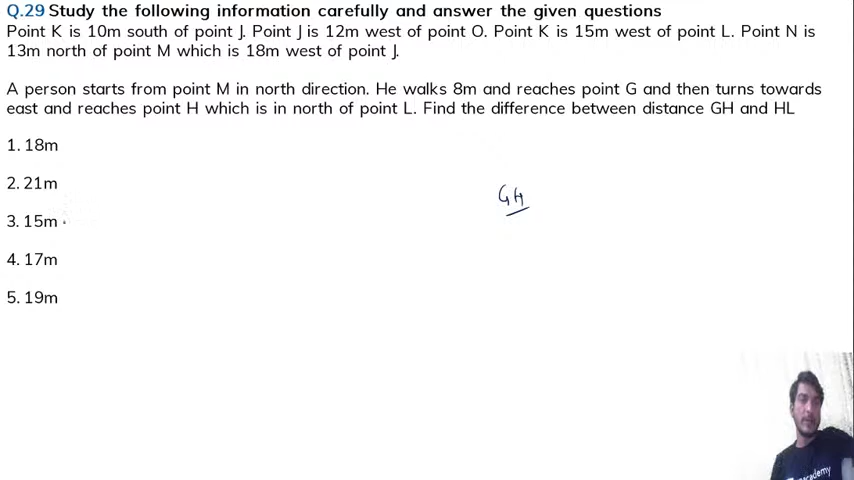 Q.29 Study the following information carefully and answer the given questions
Point K is 10m south of point J. Point J is 12m west of point O. Point K is 15m west of point L. Point N is
13m north of point M which is 18m west of point J.
A person starts from point M in north direction. He walks 8m and reaches point G and then turns towards
east and reaches point H which is in north of point L. Find the difference between distance GH and HL
1. 18m
2. 21m
GH
3. 15m
4. 17m
5. 19m